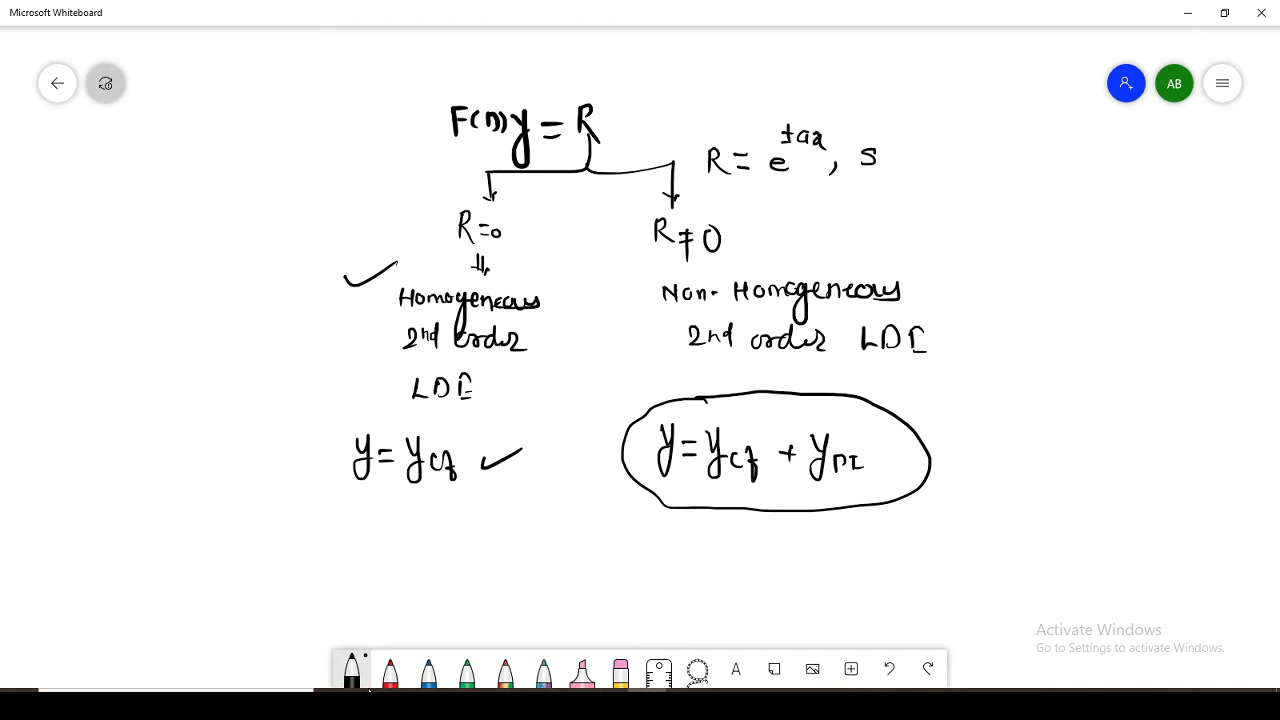 Microsoft Whiteboard
AB
F(D)y = R
R = e^±ax, s
R=0
R≠0
Homogeneous
2nd order
LDE
Non-Homogeneous
2nd order LDE
y = ycf
y = ycf + yPI
A
Activate Windows
Go to Settings to activate Windows.